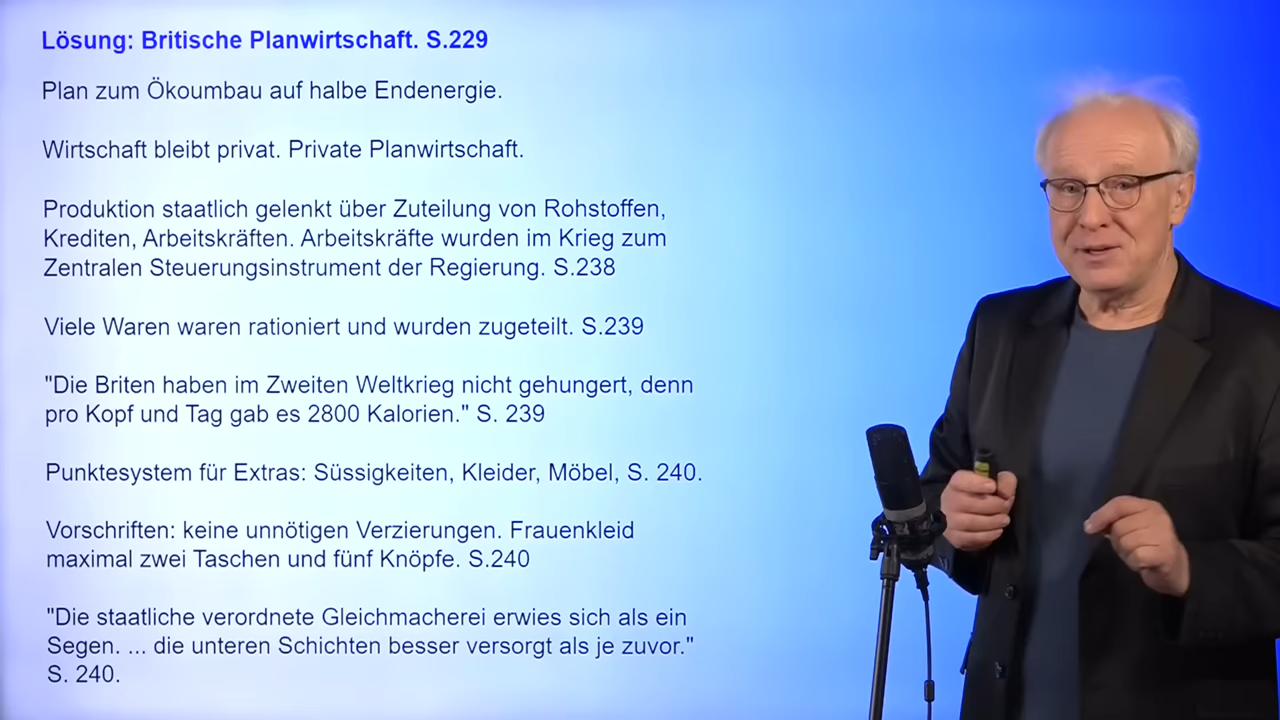 Lösung: Britische Planwirtschaft. S.229
Plan zum Ökoumbau auf halbe Endenergie.
Wirtschaft bleibt privat. Private Planwirtschaft.
Produktion staatlich gelenkt über Zuteilung von Rohstoffen,
Krediten, Arbeitskräften. Arbeitskräfte wurden im Krieg zum
Zentralen Steuerungsinstrument der Regierung. S.238
Viele Waren waren rationiert und wurden zugeteilt. S.239
"Die Briten haben im Zweiten Weltkrieg nicht gehungert, denn
pro Kopf und Tag gab es 2800 Kalorien." S. 239
Punktesystem für Extras: Süssigkeiten, Kleider, Möbel, S. 240.
Vorschriften: keine unnötigen Verzierungen. Frauenkleid
maximal zwei Taschen und fünf Knöpfe. S.240
"Die staatliche verordnete Gleichmacherei erwies sich als ein
Segen. ... die unteren Schichten besser versorgt als je zuvor."
S. 240.